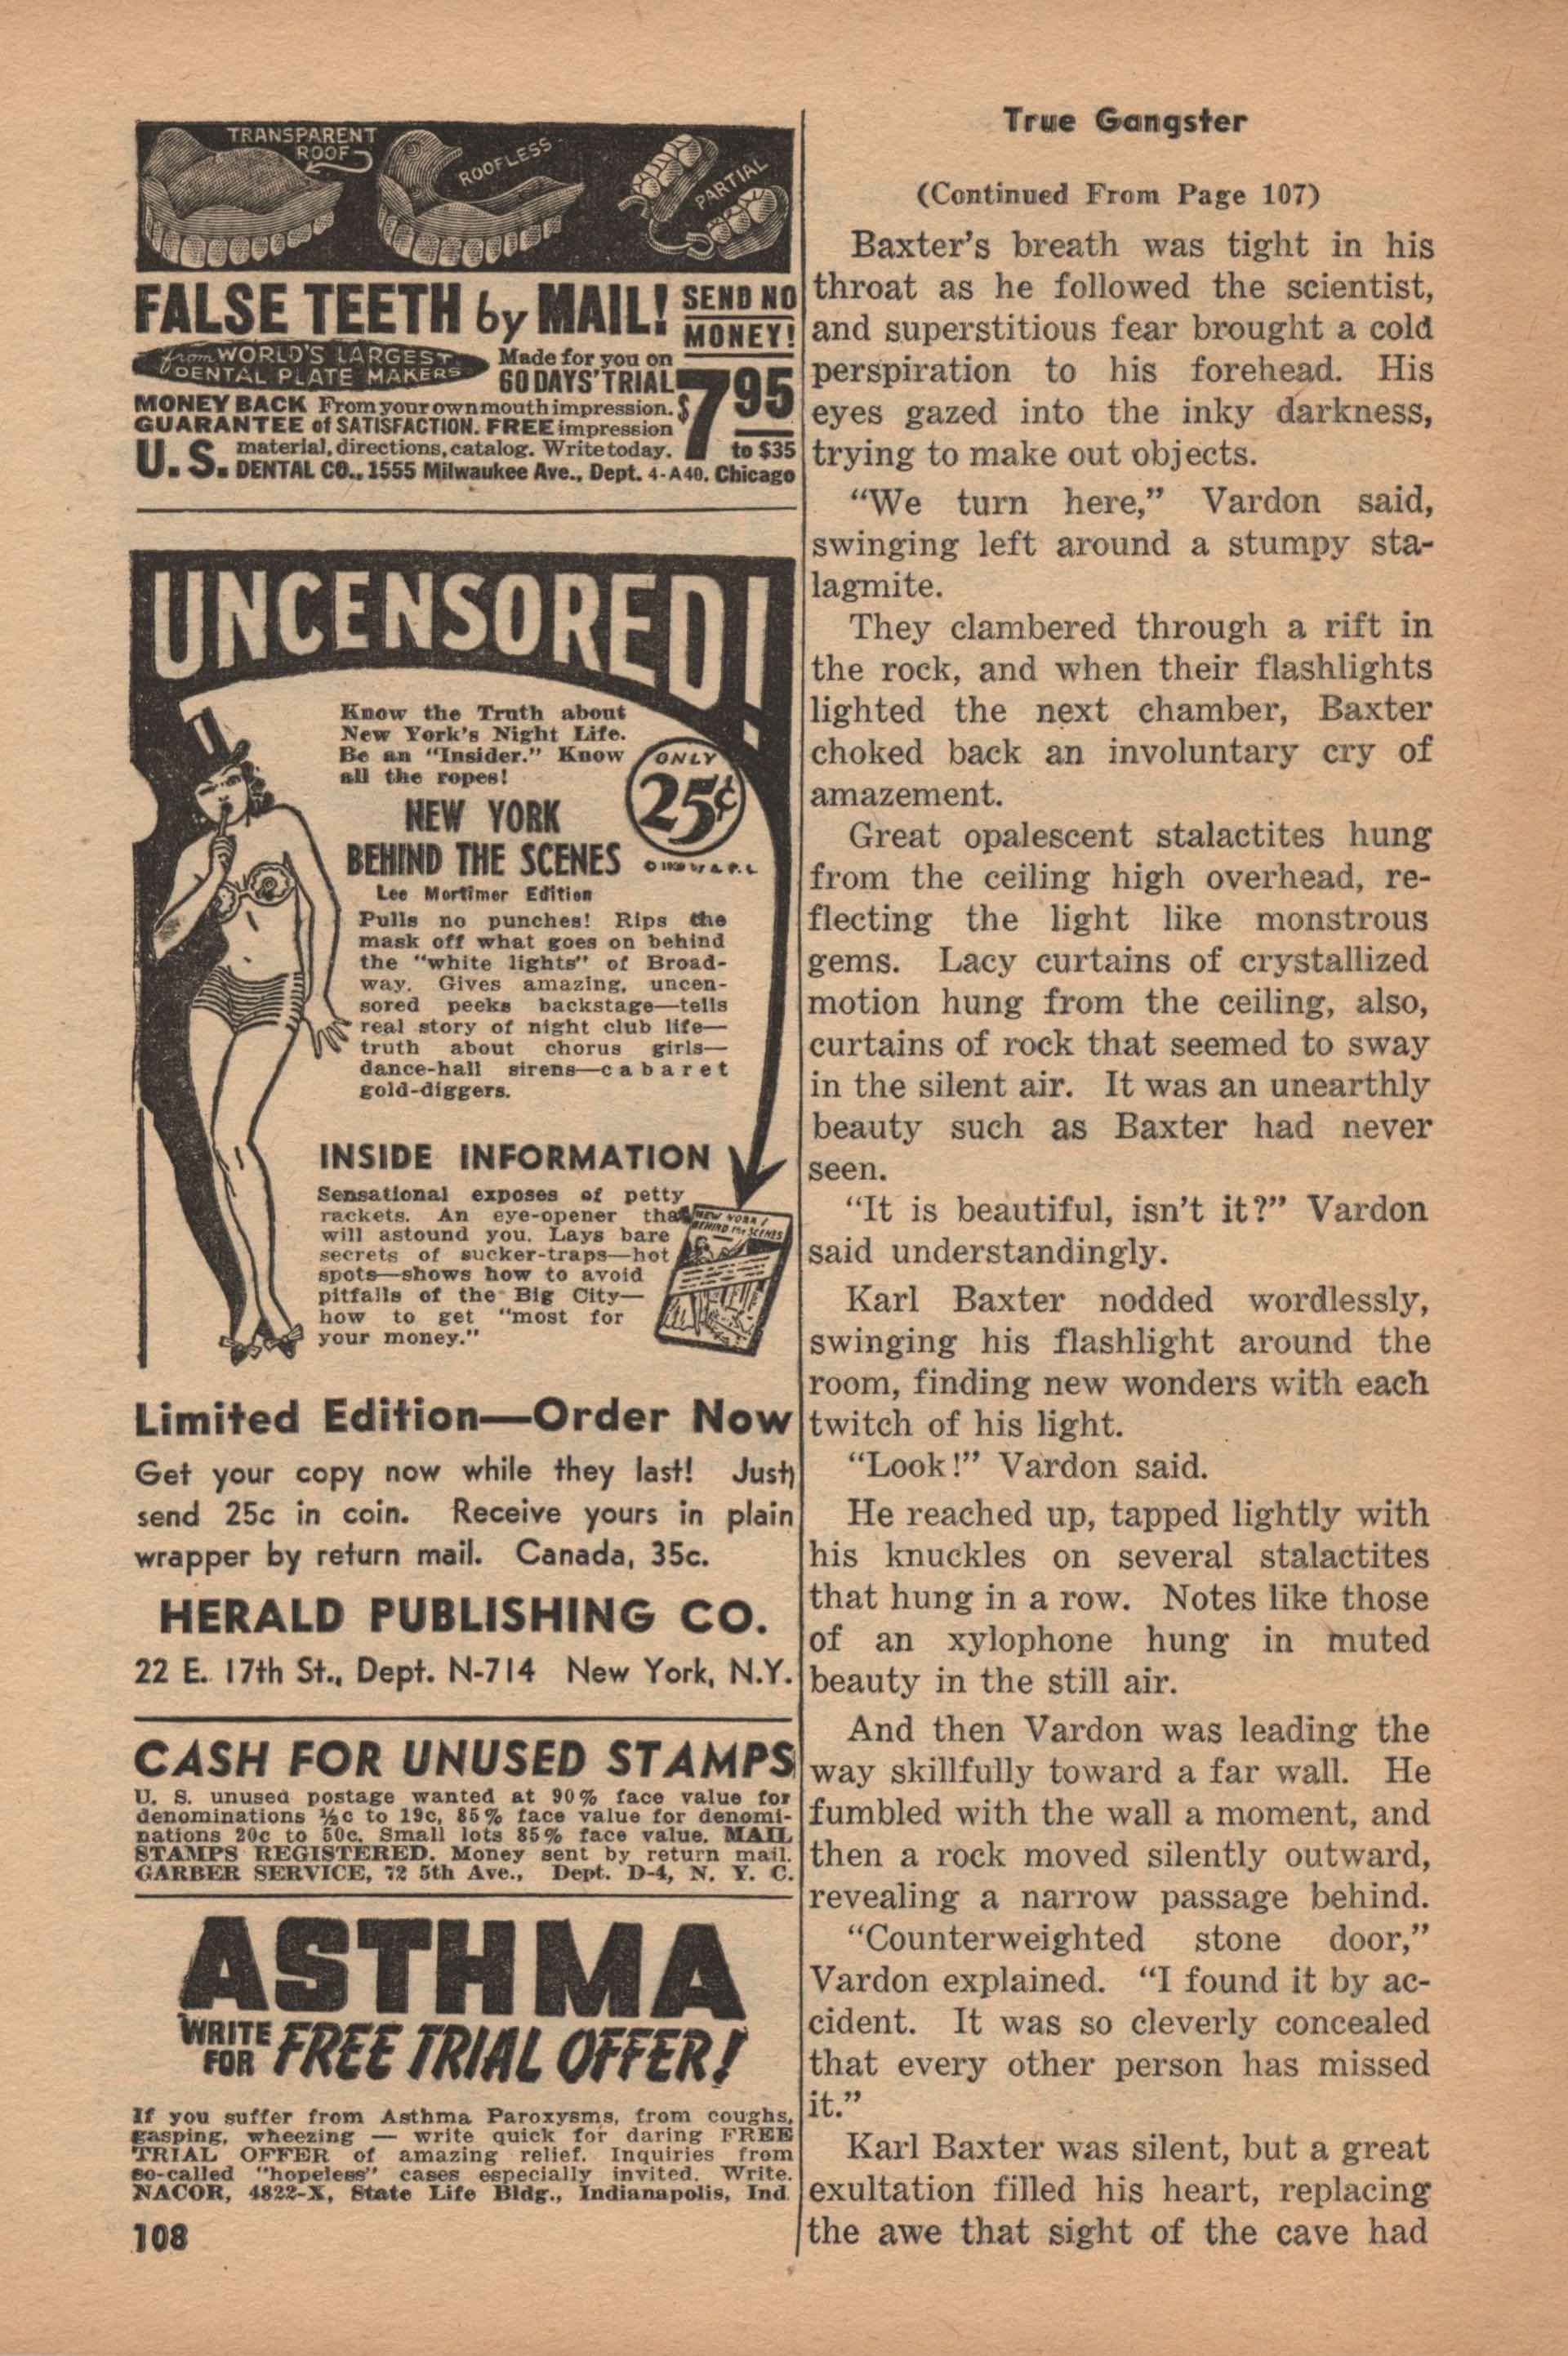 TRANSPARENT
ROOF
ROOFLESS
PARTIAL
FALSE TEETH by MAIL!
SEND NO
MONEY!
from WORLD'S LARGEST
DENTAL PLATE MAKERS
Made for you on
60 DAYS' TRIAL
MONEY BACK From your own mouth impression.
GUARANTEE of SATISFACTION. FREE impression
material, directions, catalog. Write today.
$7 95
to $35
U. S. DENTAL CO., 1555 Milwaukee Ave., Dept. 4-A40, Chicago
UNCENSORED!
Know the Truth about
New York's Night Life.
Be an "Insider." Know
all the ropes!
ONLY
25¢
NEW YORK
BEHIND THE SCENES
Lee Mortimer Edition
Pulls no punches! Rips the
mask off what goes on behind
the "white lights" of Broad-
way. Gives amazing, uncen-
sored peeks backstage—tells
real story of night club life—
truth about chorus girls—
dance-hall sirens—cabaret
gold-diggers.
INSIDE INFORMATION
Sensational exposes of petty
rackets. An eye-opener that
will astound you. Lays bare
secrets of sucker-traps—hot
spots—shows how to avoid
pitfalls of the Big City—
how to get "most for
your money."
NEW YORK
BEHIND the SCENES
Limited Edition—Order Now
Get your copy now while they last! Just
send 25c in coin. Receive yours in plain
wrapper by return mail. Canada, 35c.
HERALD PUBLISHING CO.
22 E. 17th St., Dept. N-714 New York, N.Y.
CASH FOR UNUSED STAMPS
U. S. unused postage wanted at 90% face value for
denominations ½c to 19c, 85% face value for denomi-
nations 20c to 50c. Small lots 85% face value. MAIL
STAMPS REGISTERED. Money sent by return mail.
GARBER SERVICE, 72 5th Ave., Dept. D-4, N. Y. C.
ASTHMA
WRITE FOR FREE TRIAL OFFER!
If you suffer from Asthma Paroxysms, from coughs,
gasping, wheezing — write quick for daring FREE
TRIAL OFFER of amazing relief. Inquiries from
so-called "hopeless" cases especially invited. Write.
NACOR, 4822-X, State Life Bldg., Indianapolis, Ind.
108
True Gangster
(Continued From Page 107)
Baxter's breath was tight in his
throat as he followed the scientist,
and superstitious fear brought a cold
perspiration to his forehead. His
eyes gazed into the inky darkness,
trying to make out objects.
"We turn here," Vardon said,
swinging left around a stumpy sta-
lagmite.
They clambered through a rift in
the rock, and when their flashlights
lighted the next chamber, Baxter
choked back an involuntary cry of
amazement.
Great opalescent stalactites hung
from the ceiling high overhead, re-
flecting the light like monstrous
gems. Lacy curtains of crystallized
motion hung from the ceiling, also,
curtains of rock that seemed to sway
in the silent air. It was an unearthly
beauty such as Baxter had never
seen.
"It is beautiful, isn't it?" Vardon
said understandingly.
Karl Baxter nodded wordlessly,
swinging his flashlight around the
room, finding new wonders with each
twitch of his light.
"Look!" Vardon said.
He reached up, tapped lightly with
his knuckles on several stalactites
that hung in a row. Notes like those
of an xylophone hung in muted
beauty in the still air.
And then Vardon was leading the
way skillfully toward a far wall. He
fumbled with the wall a moment, and
then a rock moved silently outward,
revealing a narrow passage behind.
"Counterweighted stone door,"
Vardon explained. "I found it by ac-
cident. It was so cleverly concealed
that every other person has missed
it."
Karl Baxter was silent, but a great
exultation filled his heart, replacing
the awe that sight of the cave had